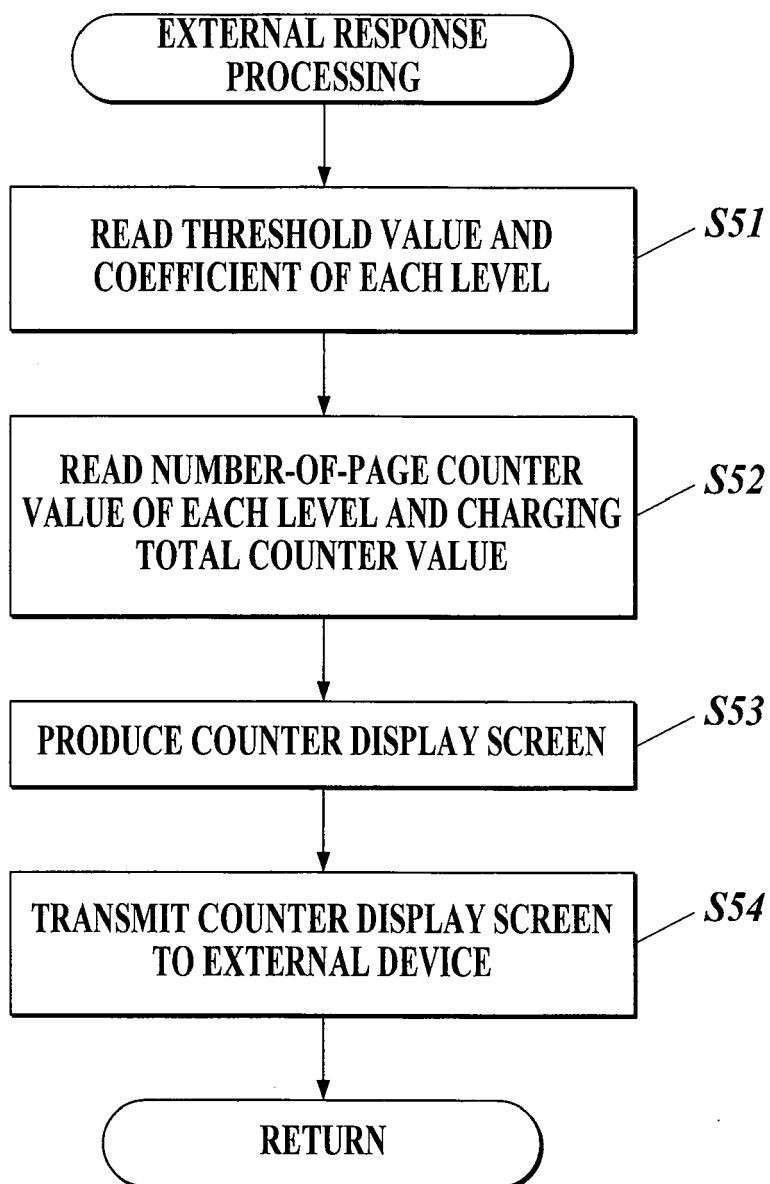 EXTERNAL RESPONSE
PROCESSING
READ THRESHOLD VALUE AND
COEFFICIENT OF EACH LEVEL
S51
READ NUMBER-OF-PAGE COUNTER
VALUE OF EACH LEVEL AND CHARGING
TOTAL COUNTER VALUE
S52
PRODUCE COUNTER DISPLAY SCREEN
S53
TRANSMIT COUNTER DISPLAY SCREEN
TO EXTERNAL DEVICE
S54
RETURN